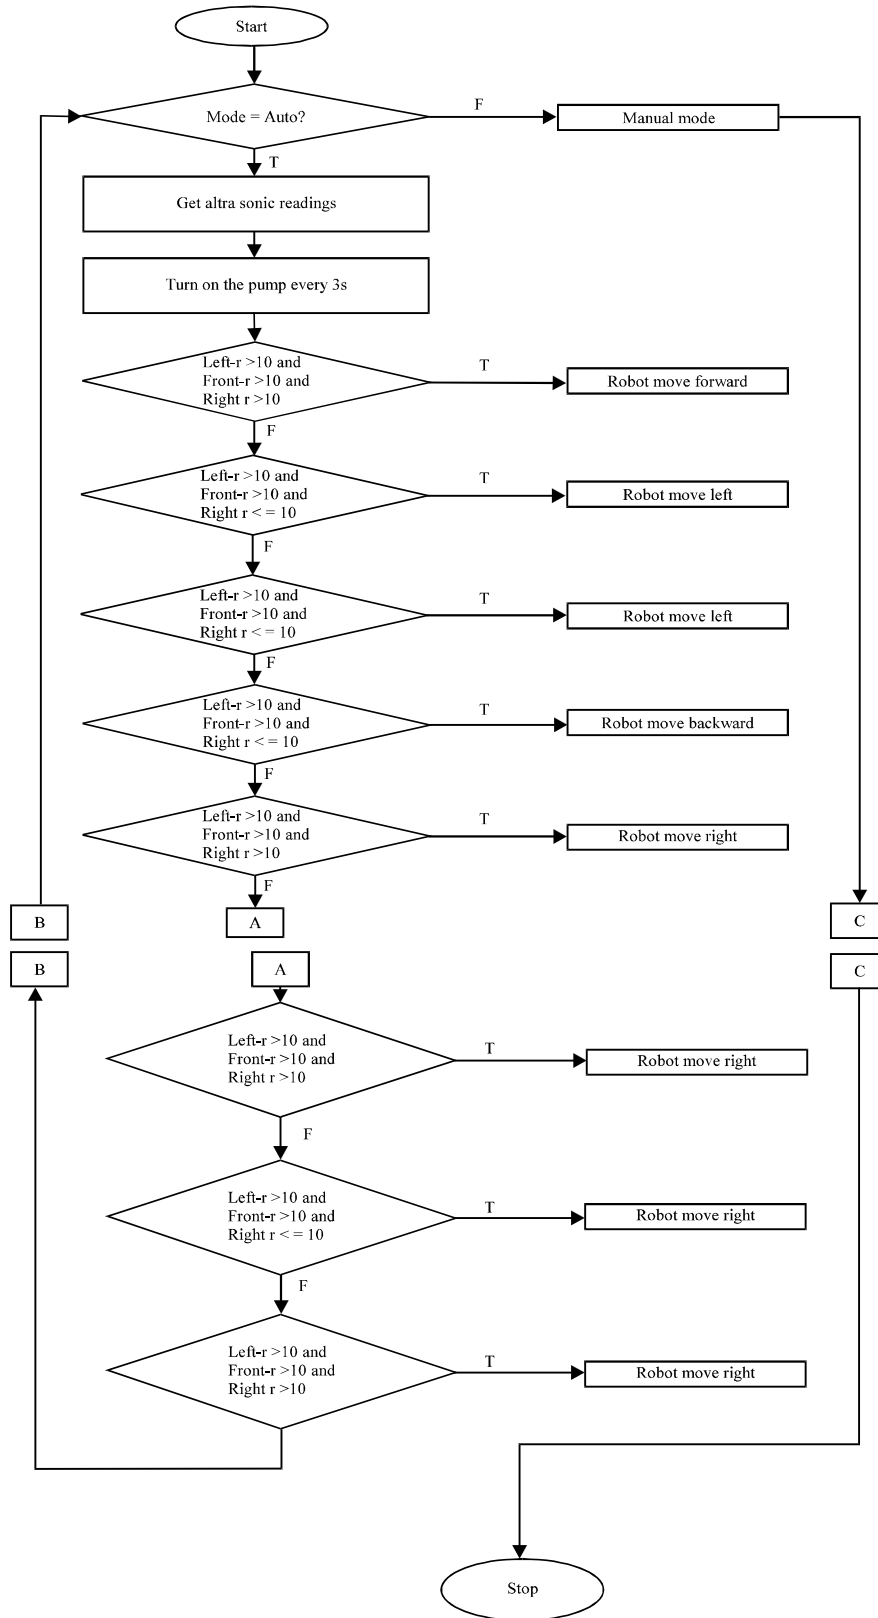 Start
Mode = Auto?
F
Manual mode
T
Get altra sonic readings
Turn on the pump every 3s
Left-r >10 and
Front-r >10 and
Right r >10
T
Robot move forward
F
Left-r >10 and
Front-r >10 and
Right r < = 10
T
Robot move left
F
Left-r >10 and
Front-r >10 and
Right r < = 10
T
Robot move left
F
Left-r >10 and
Front-r >10 and
Right r < = 10
T
Robot move backward
F
Left-r >10 and
Front-r >10 and
Right r >10
T
Robot move right
F
B
A
C
B
A
C
Left-r >10 and
Front-r >10 and
Right r >10
T
Robot move right
F
Left-r >10 and
Front-r >10 and
Right r < = 10
T
Robot move right
F
Left-r >10 and
Front-r >10 and
Right r >10
T
Robot move right
Stop